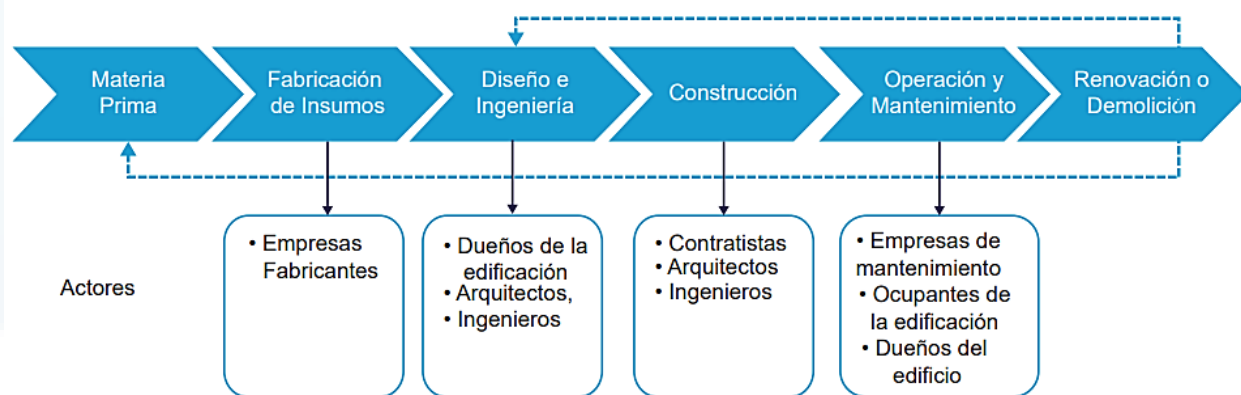 Materia
Prima
Fabricación
de Insumos
Diseño e
Ingeniería
Construcción
Operación y
Mantenimiento
Renovación o
Demolición
Actores
• Empresas
Fabricantes
• Dueños de la
edificación
• Arquitectos,
• Ingenieros
• Contratistas
• Arquitectos
• Ingenieros
• Empresas de
mantenimiento
• Ocupantes de
la edificación
• Dueños del
edificio